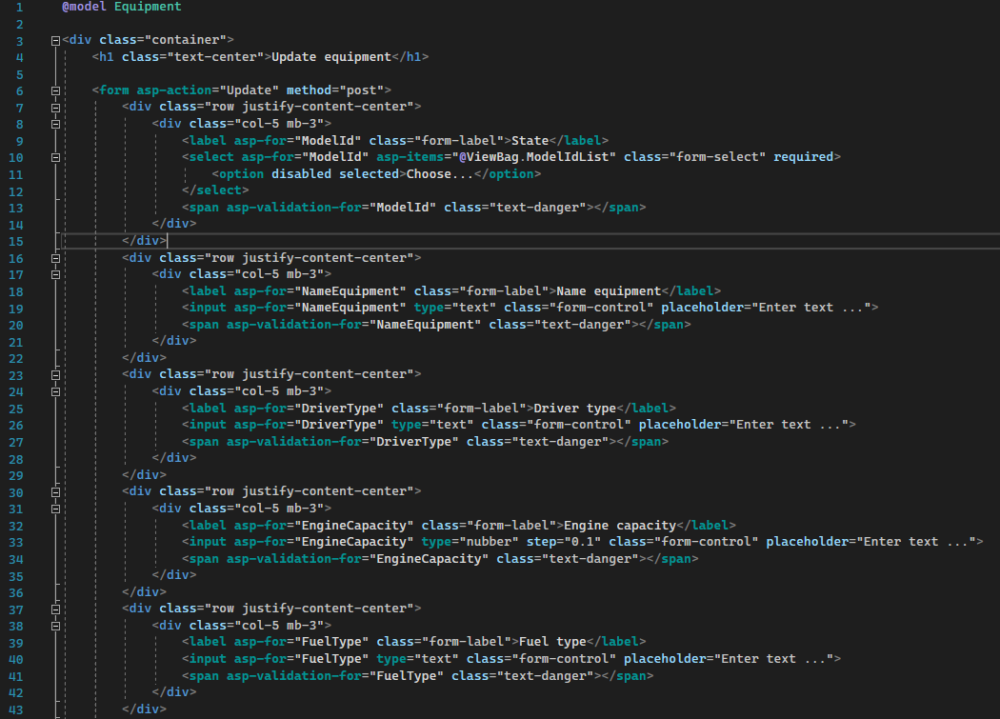 1 @model Equipment
2
3 <div class="container">
4 <h1 class="text-center">Update equipment</h1>
5
6 <form asp-action="Update" method="post">
7 <div class="row justify-content-center">
8 <div class="col-5 mb-3">
9 <label asp-for="ModelId" class="form-label">State</label>
10 <select asp-for="ModelId" asp-items="@ViewBag.ModelIdList" class="form-select" required>
11 <option disabled selected>Choose...</option>
12 </select>
13 <span asp-validation-for="ModelId" class="text-danger"></span>
14 </div>
15 </div>
16 <div class="row justify-content-center">
17 <div class="col-5 mb-3">
18 <label asp-for="NameEquipment" class="form-label">Name equipment</label>
19 <input asp-for="NameEquipment" type="text" class="form-control" placeholder="Enter text ...">
20 <span asp-validation-for="NameEquipment" class="text-danger"></span>
21 </div>
22 </div>
23 <div class="row justify-content-center">
24 <div class="col-5 mb-3">
25 <label asp-for="DriverType" class="form-label">Driver type</label>
26 <input asp-for="DriverType" type="text" class="form-control" placeholder="Enter text ...">
27 <span asp-validation-for="DriverType" class="text-danger"></span>
28 </div>
29 </div>
30 <div class="row justify-content-center">
31 <div class="col-5 mb-3">
32 <label asp-for="EngineCapacity" class="form-label">Engine capacity</label>
33 <input asp-for="EngineCapacity" type="nubber" step="0.1" class="form-control" placeholder="Enter text ...">
34 <span asp-validation-for="EngineCapacity" class="text-danger"></span>
35 </div>
36 </div>
37 <div class="row justify-content-center">
38 <div class="col-5 mb-3">
39 <label asp-for="FuelType" class="form-label">Fuel type</label>
40 <input asp-for="FuelType" type="text" class="form-control" placeholder="Enter text ...">
41 <span asp-validation-for="FuelType" class="text-danger"></span>
42 </div>
43 </div>